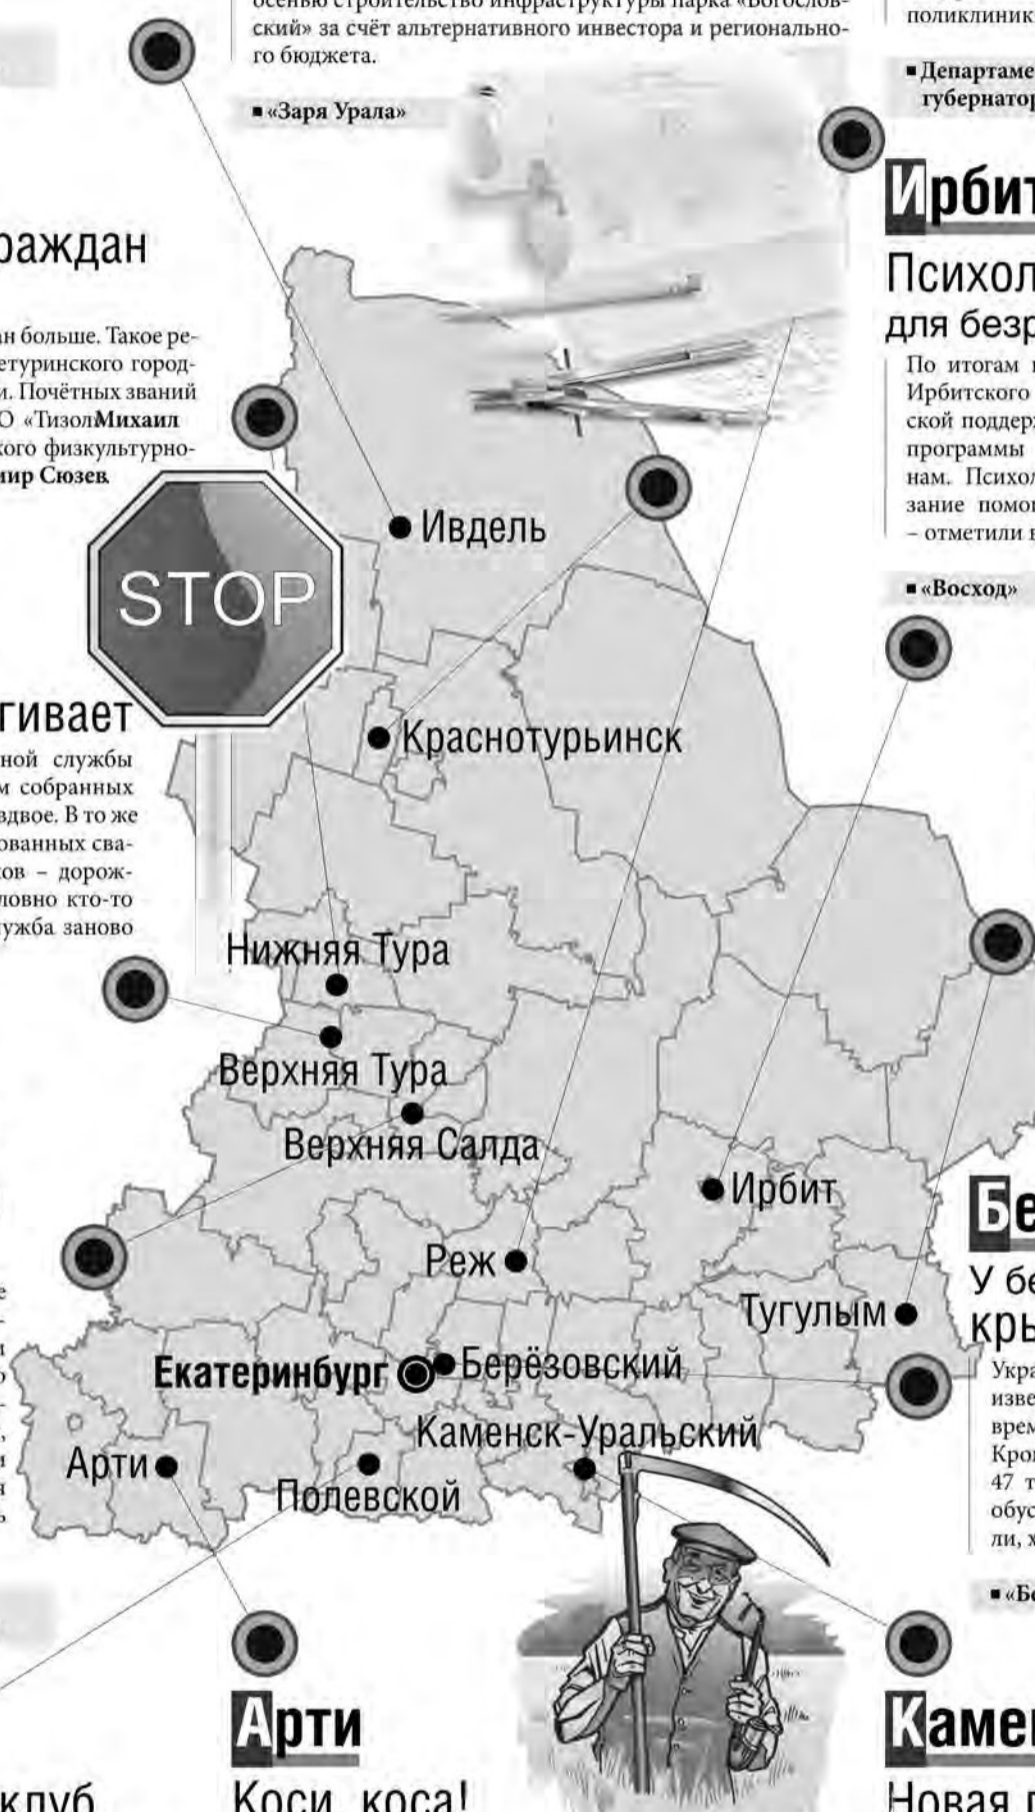 осенью строительство инфраструктуры парка «Богослов-
ский» за счёт альтернативного инвестора и регионально-
го бюджета.
«Заря Урала»
поликлиник
Департаме
губернатор
Ирбит
Психол
для безр
По итогам
Ирбитского
ской поддерж
программы
нам. Психол
зание помо
– отметили в
«Восход»
раждан
ан больше. Такое ре-
етуринского город-
и. Почётных званий
О «Тизол» Михаил
кого физкультурно-
мир Сюзев.
STOP
гивает
ной службы
м собранных
вдвое. В то же
ованных сва-
ков – дорож-
ловно кто-то
ужба заново
Ивдель
Краснотурьинск
Нижняя Тура
Верхняя Тура
Верхняя Салда
Ирбит
Реж
Тугулым
Екатеринбург
Берёзовский
Каменск-Уральский
Арти
Полевской
Бе
У бе
кры
Укра
изве
врем
Кро
47 т
обус
ли, х
«Бе
Арти
Коси, коса!
клуб
Камен
Новая